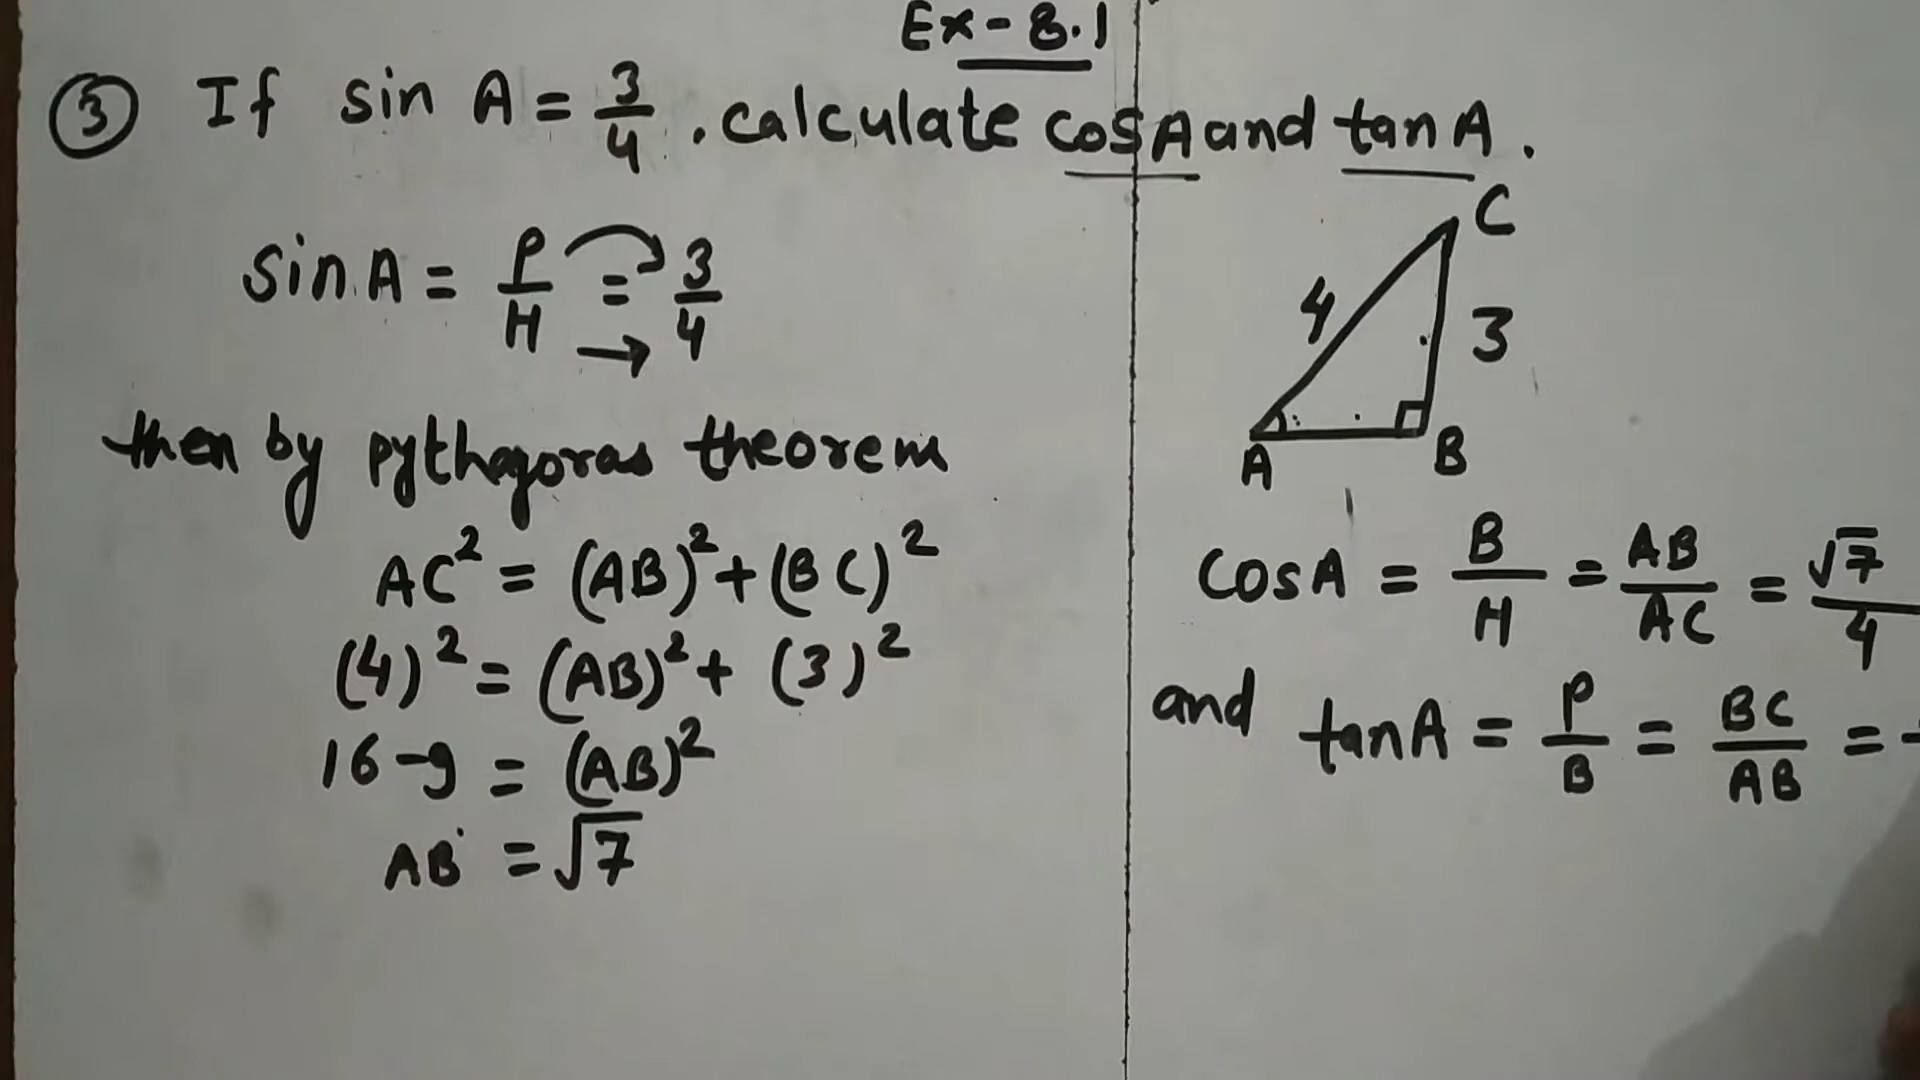 Ex-8.1
③ If sin A = 3/4 . calculate cos A and tan A.
sin A = P/H = 3/4
then by pythagoras theorem
AC² = (AB)² + (BC)²
(4)² = (AB)² + (3)²
16-9 = (AB)²
AB = √7
C
4
3
A
B
cos A = B/H = AB/AC = √7/4
and tan A = P/B = BC/AB =